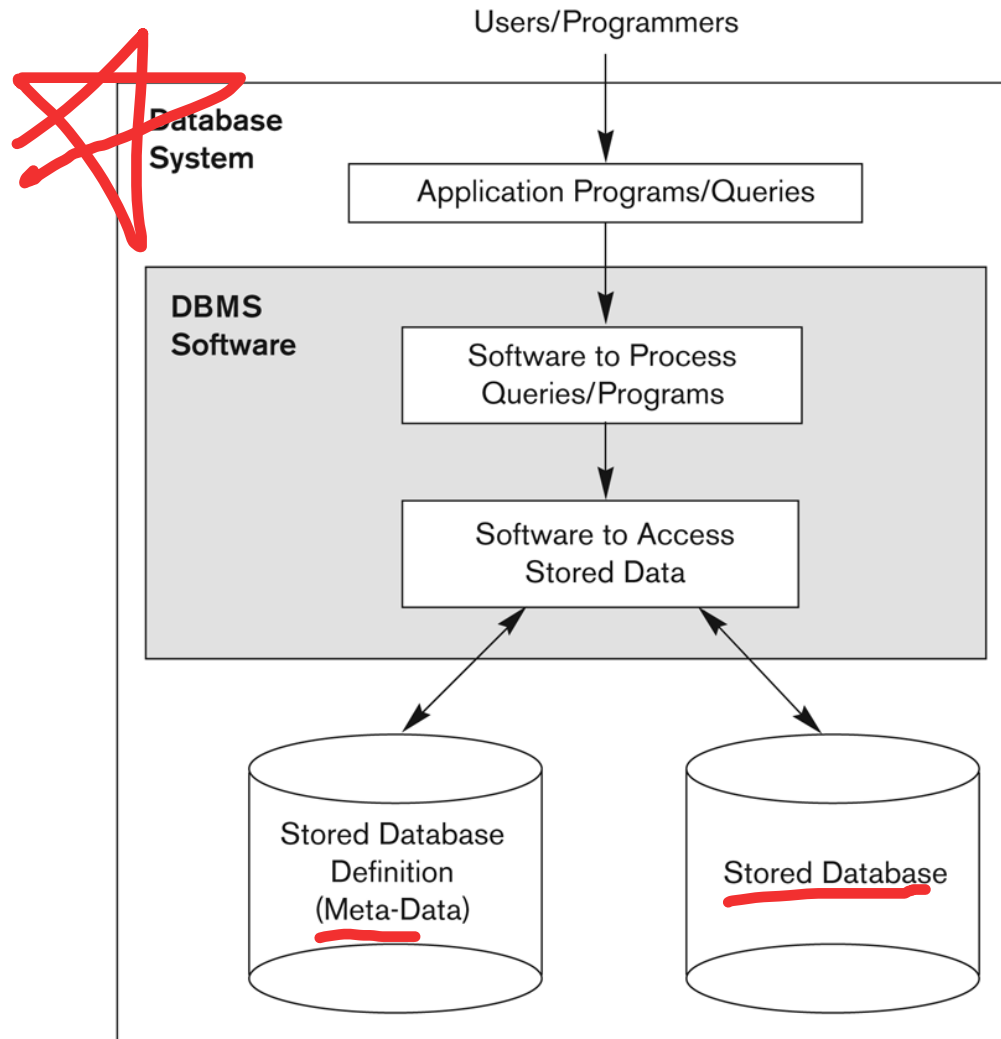 Users/Programmers
Database
System
Application Programs/Queries
DBMS
Software
Software to Process
Queries/Programs
Software to Access
Stored Data
Stored Database
Definition
(Meta-Data)
Stored Database